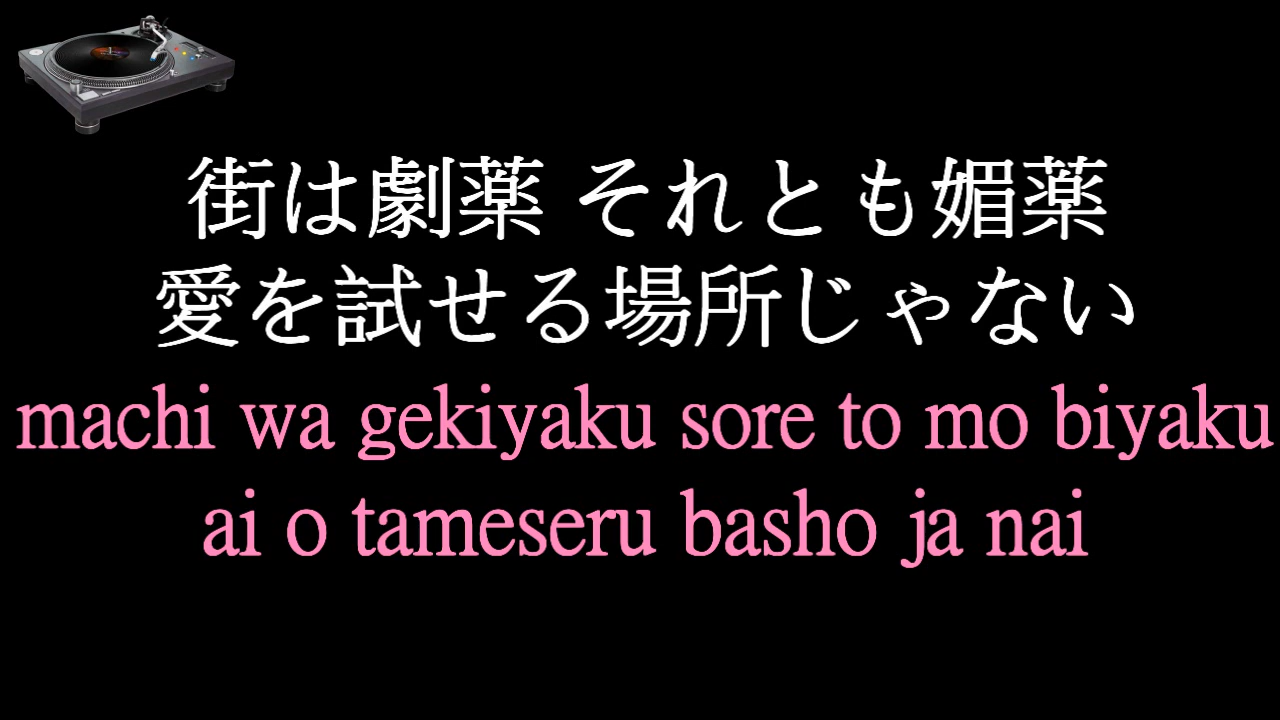 街は劇薬 それとも媚薬
愛を試せる場所じゃない
machi wa gekiyaku sore to mo biyaku
ai o tameseru basho ja nai